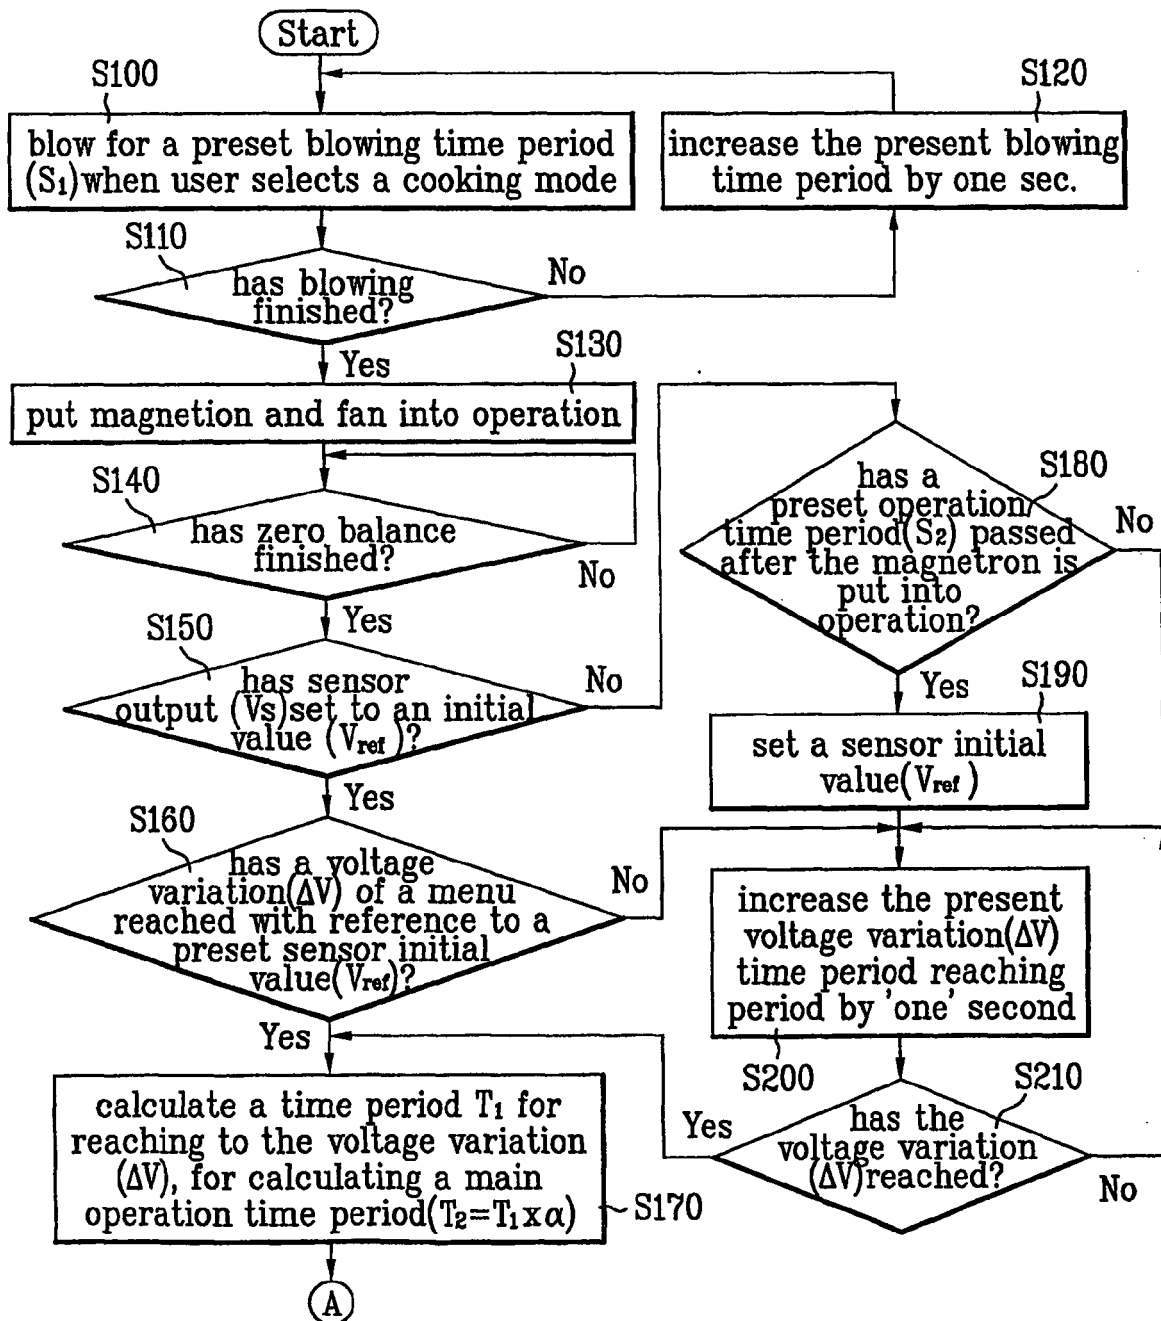 Start
S100
blow for a preset blowing time period
(S1)when user selects a cooking mode
S120
increase the present blowing
time period by one sec.
S110
has blowing
finished?
No
Yes
S130
put magnetion and fan into operation
S140
has zero balance
finished?
No
Yes
S150
has sensor
output (Vs)set to an initial
value (Vref)?
No
Yes
S180
has a
preset operation
time period(S2) passed
after the magnetron is
put into
operation?
No
Yes
S190
set a sensor initial
value(Vref)
S160
has a voltage
variation(ΔV) of a menu
reached with reference to a
preset sensor initial
value(Vref)?
No
Yes
increase the present
voltage variation(ΔV)
time period reaching
period by 'one' second
S200
S210
has the
voltage variation
(ΔV)reached?
Yes
No
calculate a time period T1 for
reaching to the voltage variation
(ΔV), for calculating a main
operation time period(T2=T1xα)
S170
A